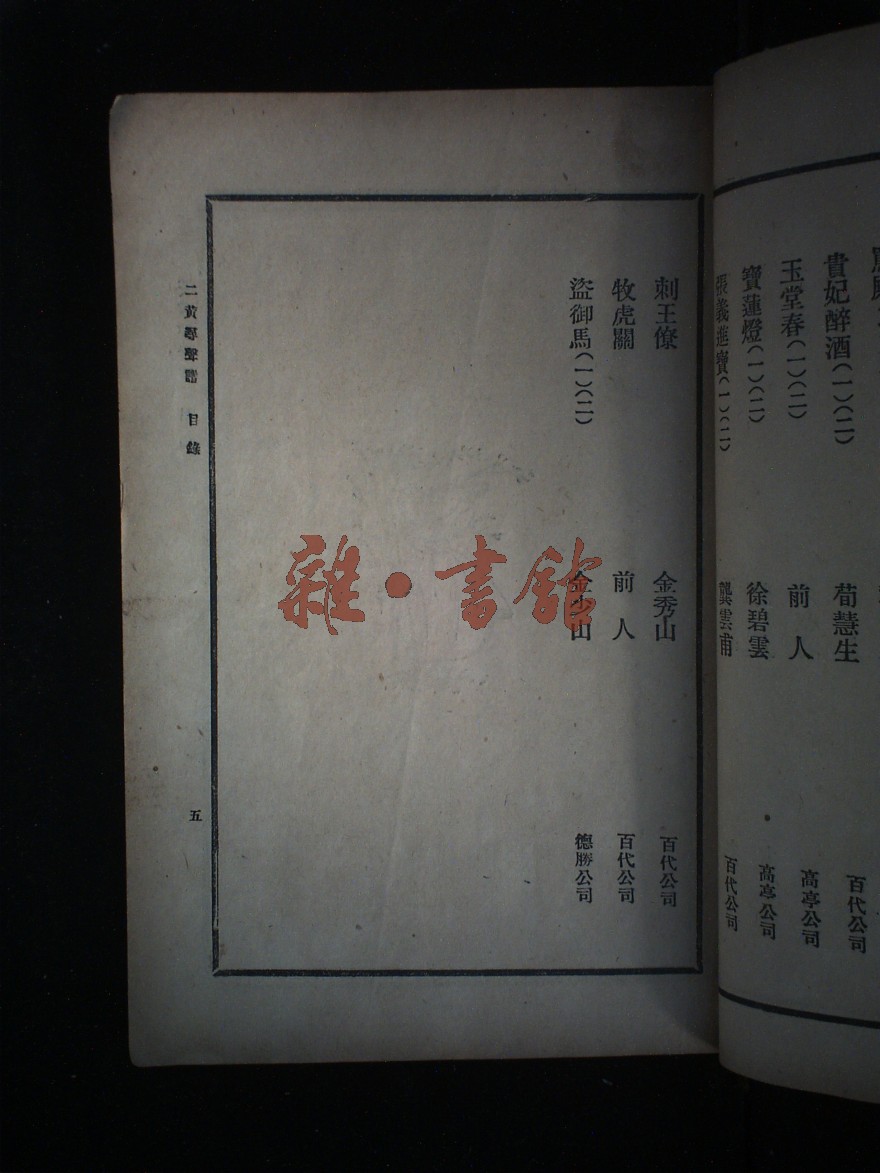 貴妃醉酒(一)(二) 荀慧生 百代公司
玉堂春(一)(二) 前人 高亭公司
寶蓮燈(一)(二) 徐碧雲 高亭公司
張義進寶(一)(二) 龔雲甫 百代公司
刺王僚 金秀山 百代公司
牧虎關 前人 百代公司
盜御馬(一)(二) 金少山 德勝公司
二黃尋聲譜 目錄 五
雜·書館